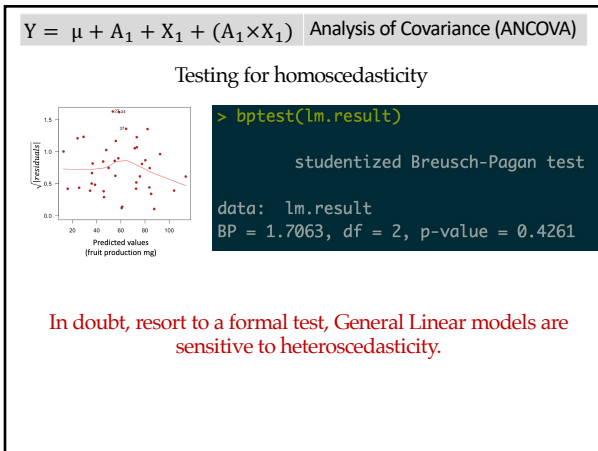 Y = μ + A₁ + X₁ + (A₁×X₁) Analysis of Covariance (ANCOVA)
Testing for homoscedasticity
1.5
1.0
0.5
0.0
√|residuals|
37
20 40 60 80 100
Predicted values
(fruit production mg)
> bptest(lm.result)
studentized Breusch-Pagan test
data: lm.result
BP = 1.7063, df = 2, p-value = 0.4261
In doubt, resort to a formal test, General Linear models are
sensitive to heteroscedasticity.